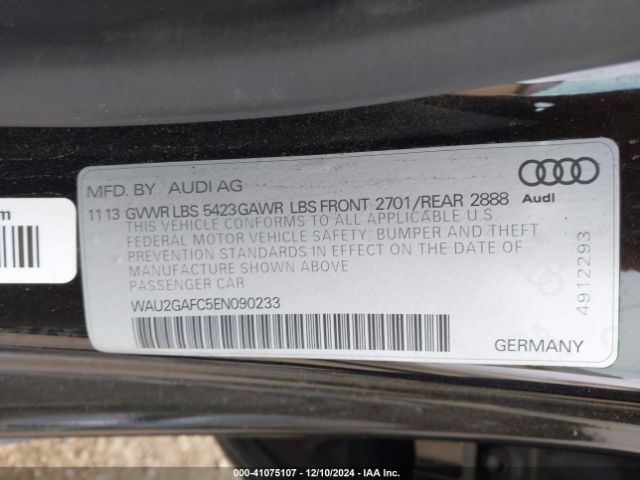 MFD. BY AUDI AG
Audi
11 13 GVWR LBS 5423 GAWR LBS FRONT 2701/REAR 2888
THIS VEHICLE CONFORMS TO ALL APPLICABLE U S
FEDERAL MOTOR VEHICLE SAFETY, BUMPER AND THEFT
PREVENTION STANDARDS IN EFFECT ON THE DATE OF
MANUFACTURE SHOWN ABOVE
PASSENGER CAR
WAU2GAFC5EN090233
GERMANY
4912293
m
000-41075107 - 12/10/2024 - IAA Inc.